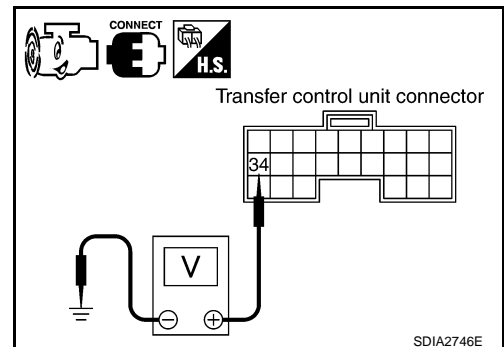 CONNECT
H.S.
Transfer control unit connector
34
V
− +
SDIA2746E